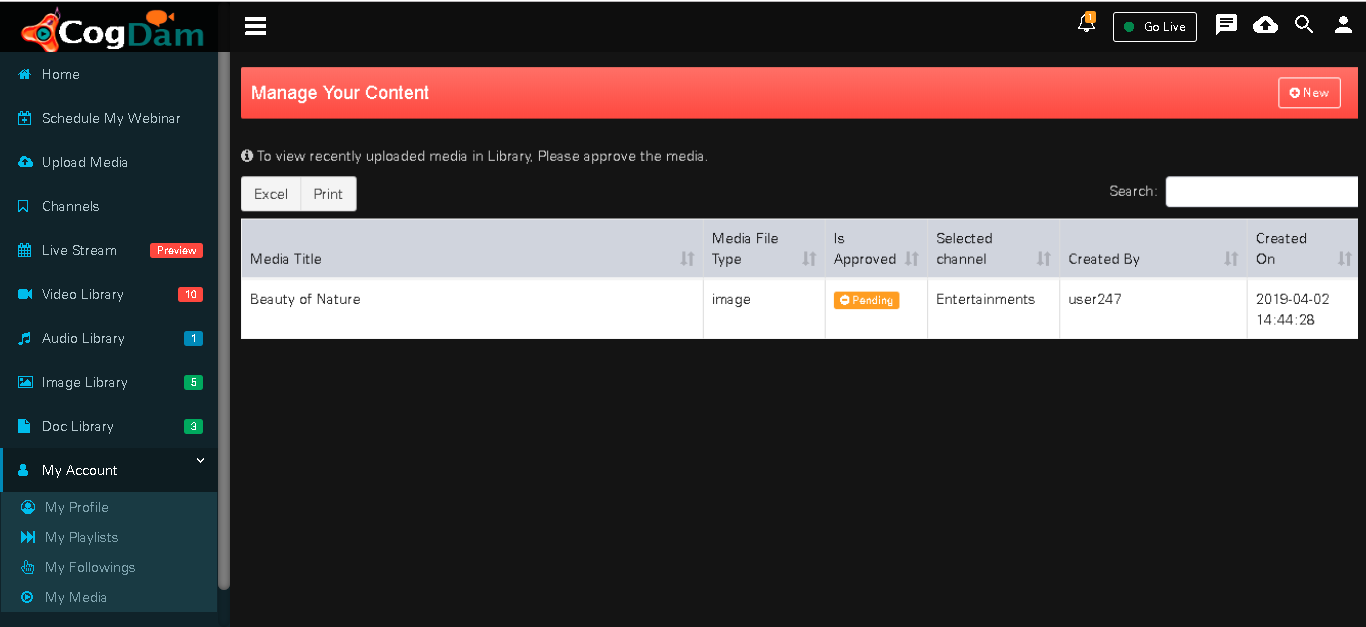 CogDam
1
Go Live
Home
Schedule My Webinar
Upload Media
Channels
Live Stream Preview
Video Library 10
Audio Library 1
Image Library 5
Doc Library 3
My Account
My Profile
My Playlists
My Followings
My Media
Manage Your Content
New
To view recently uploaded media in Library, Please approve the media.
Excel Print
Search:
Media Title
Media File
Type
Is
Approved
Selected
channel
Created By
Created
On
Beauty of Nature
image
Pending
Entertainments
user247
2019-04-02
14:44:28